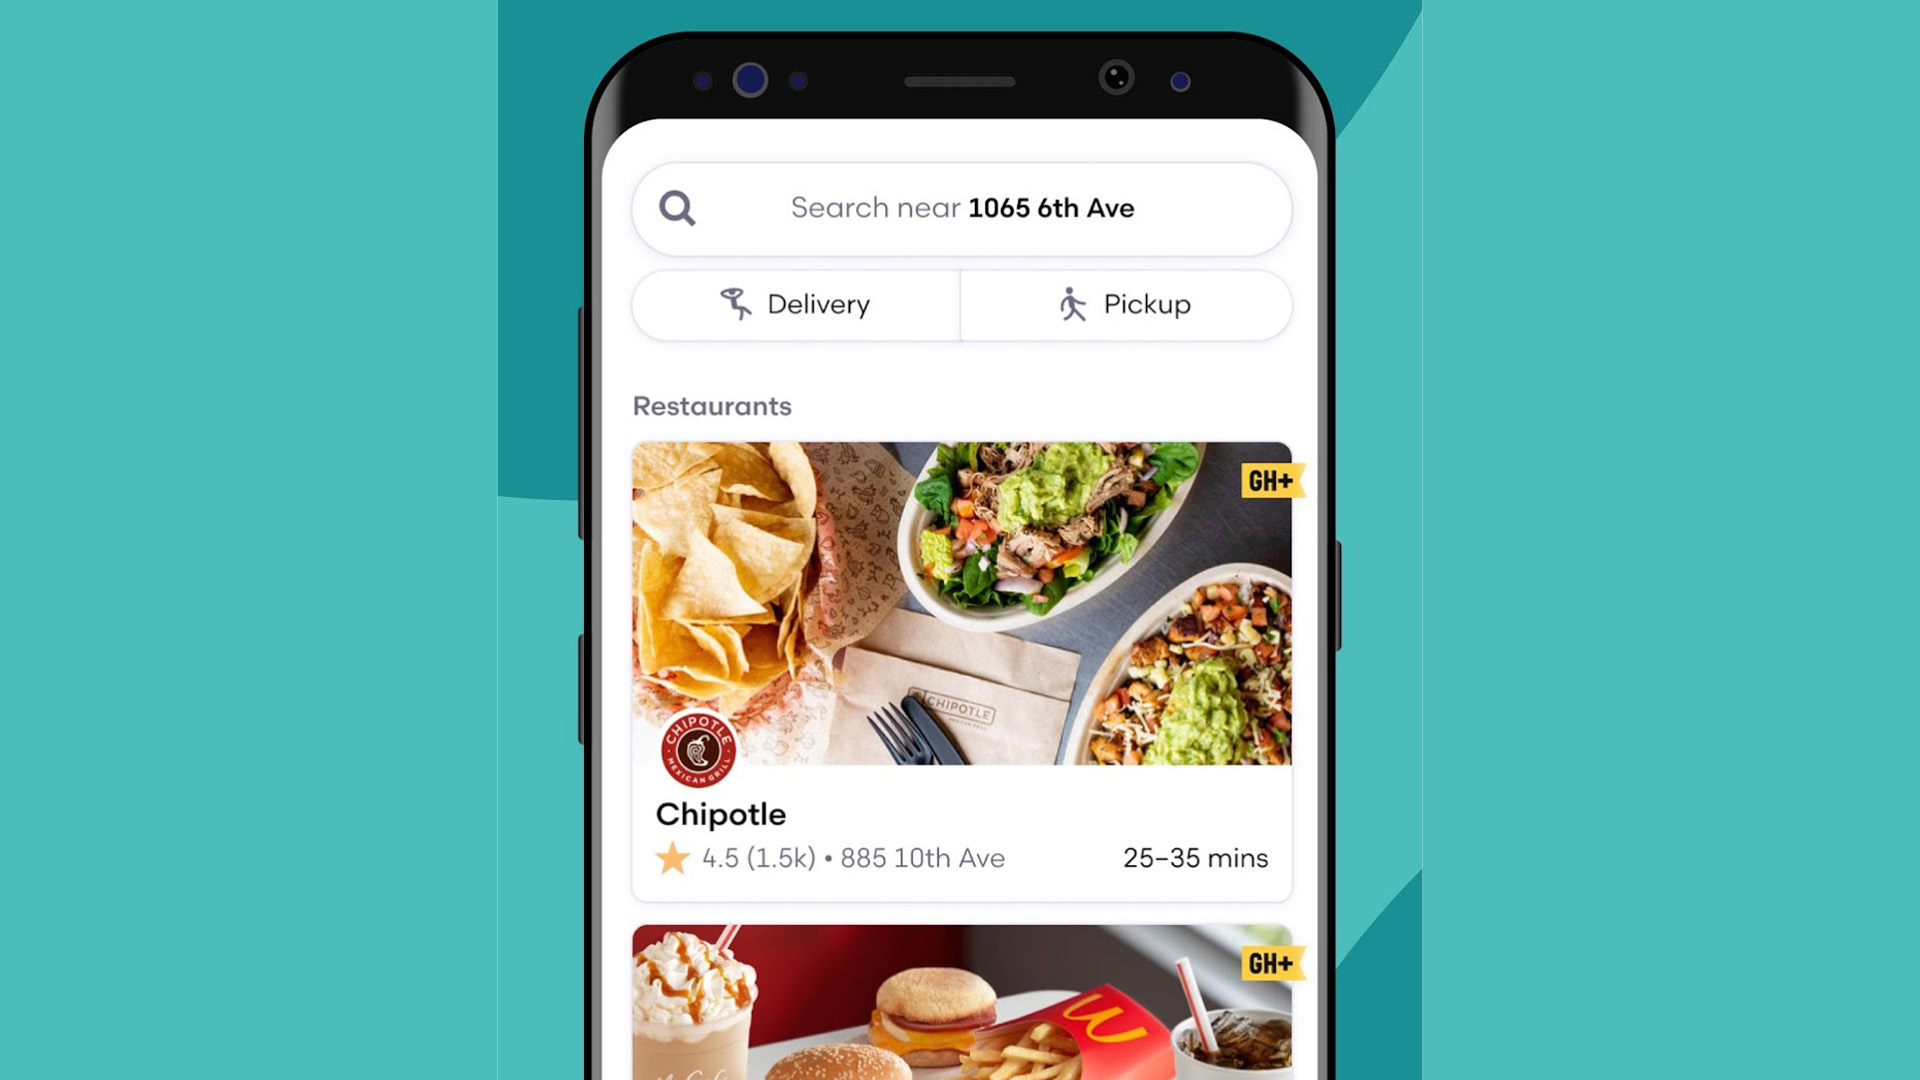 Search near 1065 6th Ave
Delivery
Pickup
Restaurants
GH+
CHIPOTLE
CHIPOTLE
MEXICAN GRILL
Chipotle
4.5 (1.5k) • 885 10th Ave
25–35 mins
GH+
McCafé